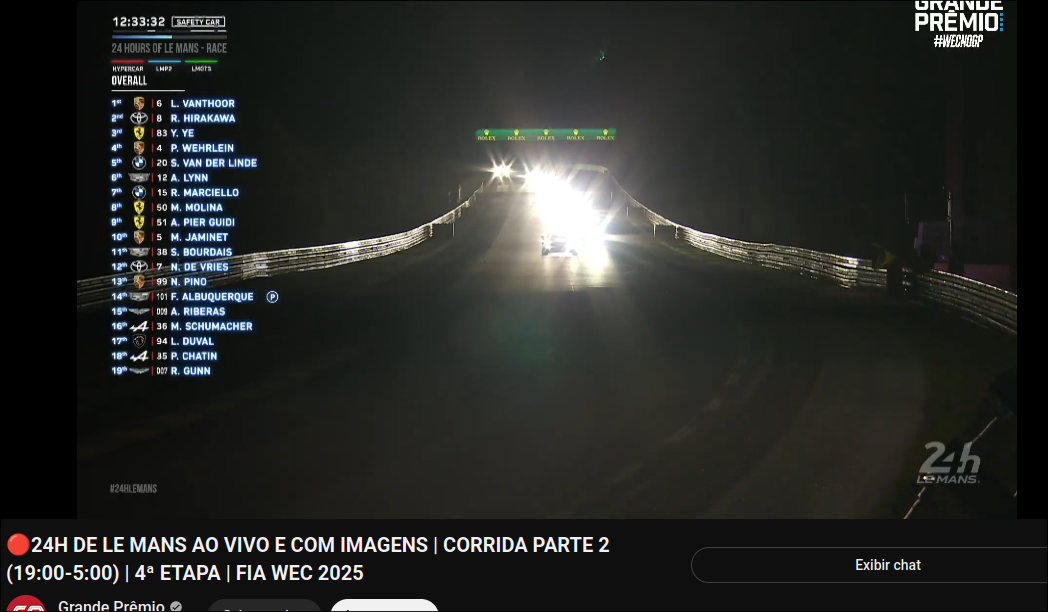 12:33:32 SAFETY CAR
24 HOURS OF LE MANS - RACE
HYPERCAR LMP2 LMGT3
OVERALL
1st 6 L. VANTHOOR
2nd 8 R. HIRAKAWA
3rd 83 Y. YE
4th 4 P. WEHRLEIN
5th 20 S. VAN DER LINDE
6th 12 A. LYNN
7th 15 R. MARCIELLO
8th 50 M. MOLINA
9th 51 A. PIER GUIDI
10th 5 M. JAMINET
11th 38 S. BOURDAIS
12th 7 N. DE VRIES
13th 99 N. PINO
14th 101 F. ALBUQUERQUE P
15th 009 A. RIBERAS
16th 36 M. SCHUMACHER
17th 94 L. DUVAL
18th 35 P. CHATIN
19th 007 R. GUNN
GRANDE
PRÊMIO
#WECNOGP
ROLEX ROLEX ROLEX ROLEX ROLEX
#24HLEMANS
24h
LE MANS
24H DE LE MANS AO VIVO E COM IMAGENS | CORRIDA PARTE 2
(19:00-5:00) | 4ª ETAPA | FIA WEC 2025
Exibir chat
Grande Prêmio